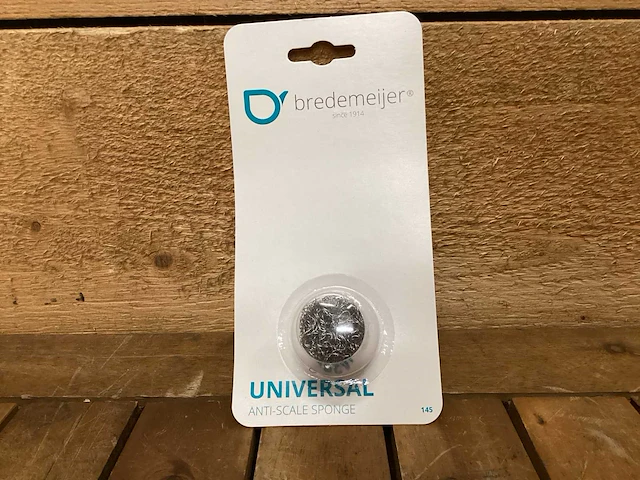 bredemeijer®
since 1914
UNIVERSAL
ANTI-SCALE SPONGE
145